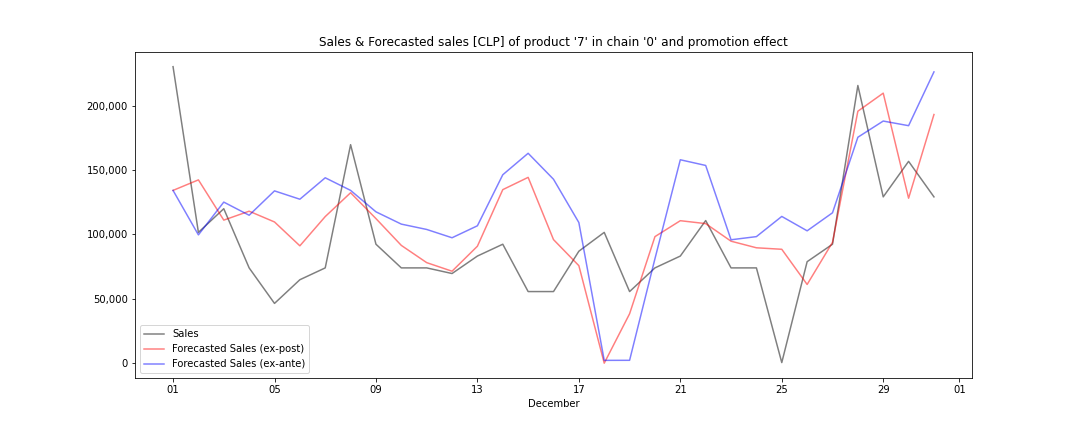 Sales & Forecasted sales [CLP] of product '7' in chain '0' and promotion effect
200,000
150,000
100,000
50,000
0
Sales
Forecasted Sales (ex-post)
Forecasted Sales (ex-ante)
01 05 09 13 17 21 25 29 01
December